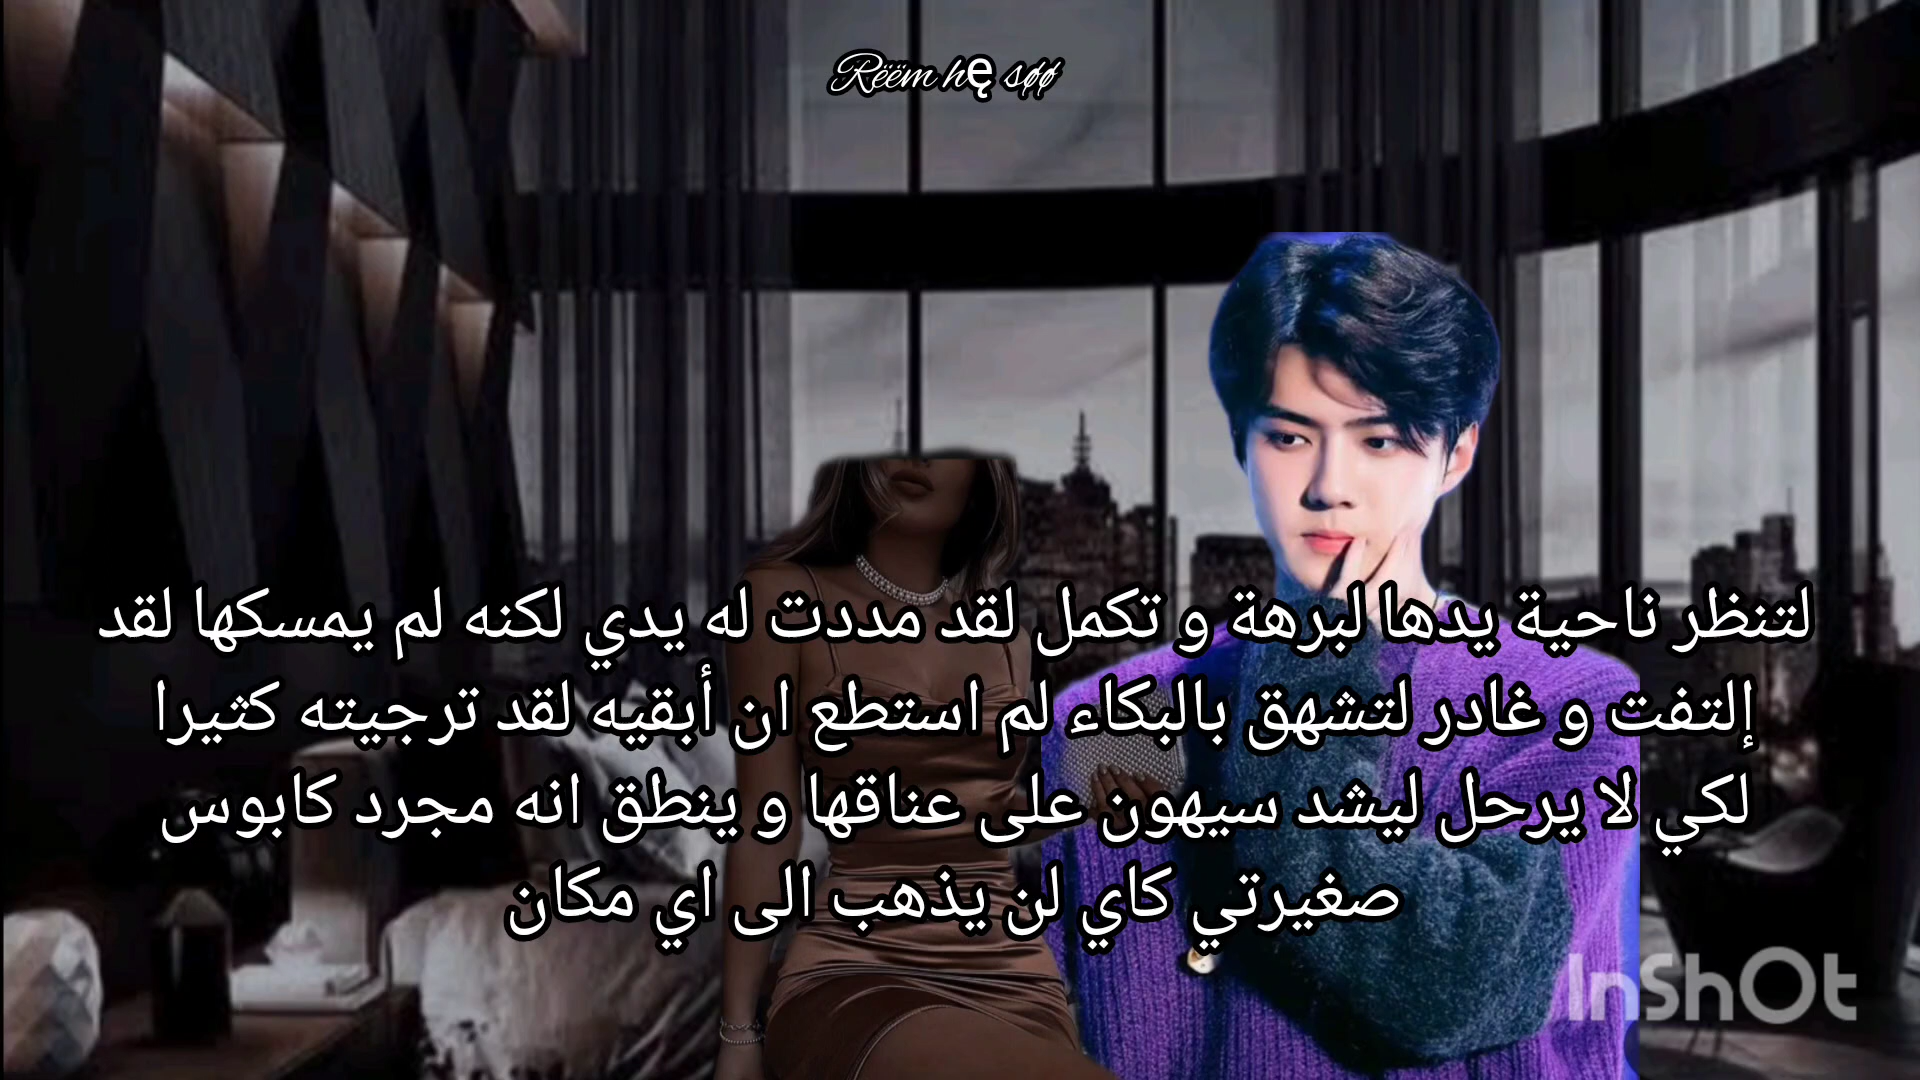 Rëëm hę søø
لتنظر ناحية يدها لبرهة و تكمل لقد مددت له يدي لكنه لم يمسكها لقد
إلتفت و غادر لتشهق بالبكاء لم استطع ان أبقيه لقد ترجيته كثيرا
لكي لا يرحل ليشد سيهون على عناقها و ينطق انه مجرد كابوس
صغيرتي كاي لن يذهب الى اي مكان
InShOt